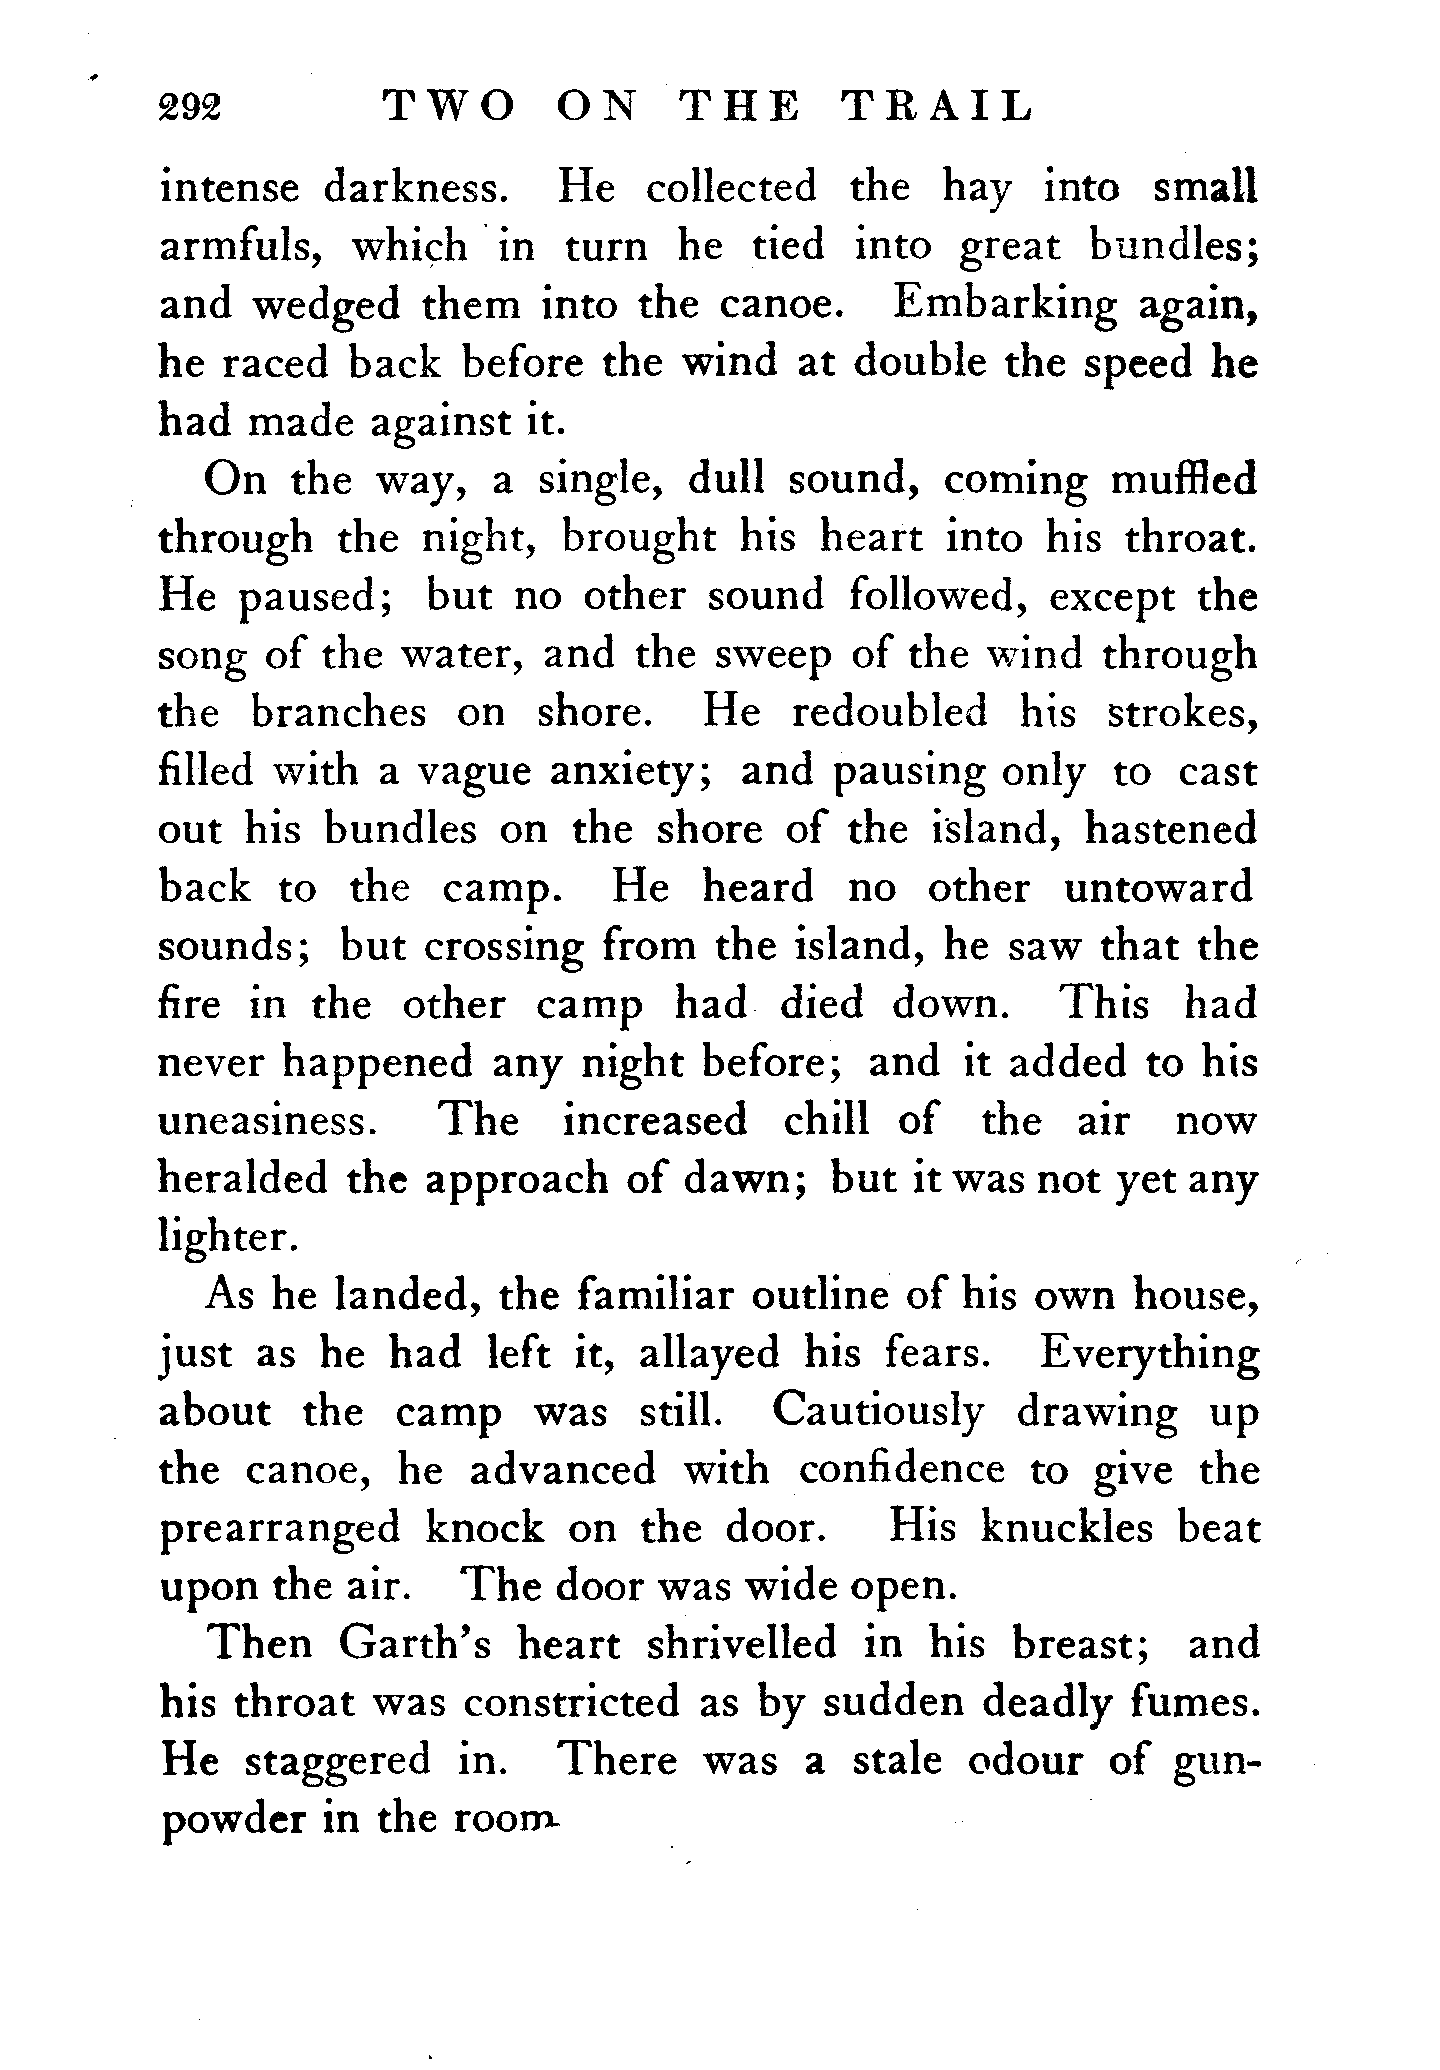 292 TWO ON THE TRAIL
intense darkness. He collected the hay into small
armfuls, which in turn he tied into great bundles;
and wedged them into the canoe. Embarking again,
he raced back before the wind at double the speed he
had made against it.
On the way, a single, dull sound, coming muffled
through the night, brought his heart into his throat.
He paused; but no other sound followed, except the
song of the water, and the sweep of the wind through
the branches on shore. He redoubled his strokes,
filled with a vague anxiety; and pausing only to cast
out his bundles on the shore of the island, hastened
back to the camp. He heard no other untoward
sounds; but crossing from the island, he saw that the
fire in the other camp had died down. This had
never happened any night before; and it added to his
uneasiness. The increased chill of the air now
heralded the approach of dawn; but it was not yet any
lighter.
As he landed, the familiar outline of his own house,
just as he had left it, allayed his fears. Everything
about the camp was still. Cautiously drawing up
the canoe, he advanced with confidence to give the
prearranged knock on the door. His knuckles beat
upon the air. The door was wide open.
Then Garth's heart shrivelled in his breast; and
his throat was constricted as by sudden deadly fumes.
He staggered in. There was a stale odour of gun-
powder in the room.